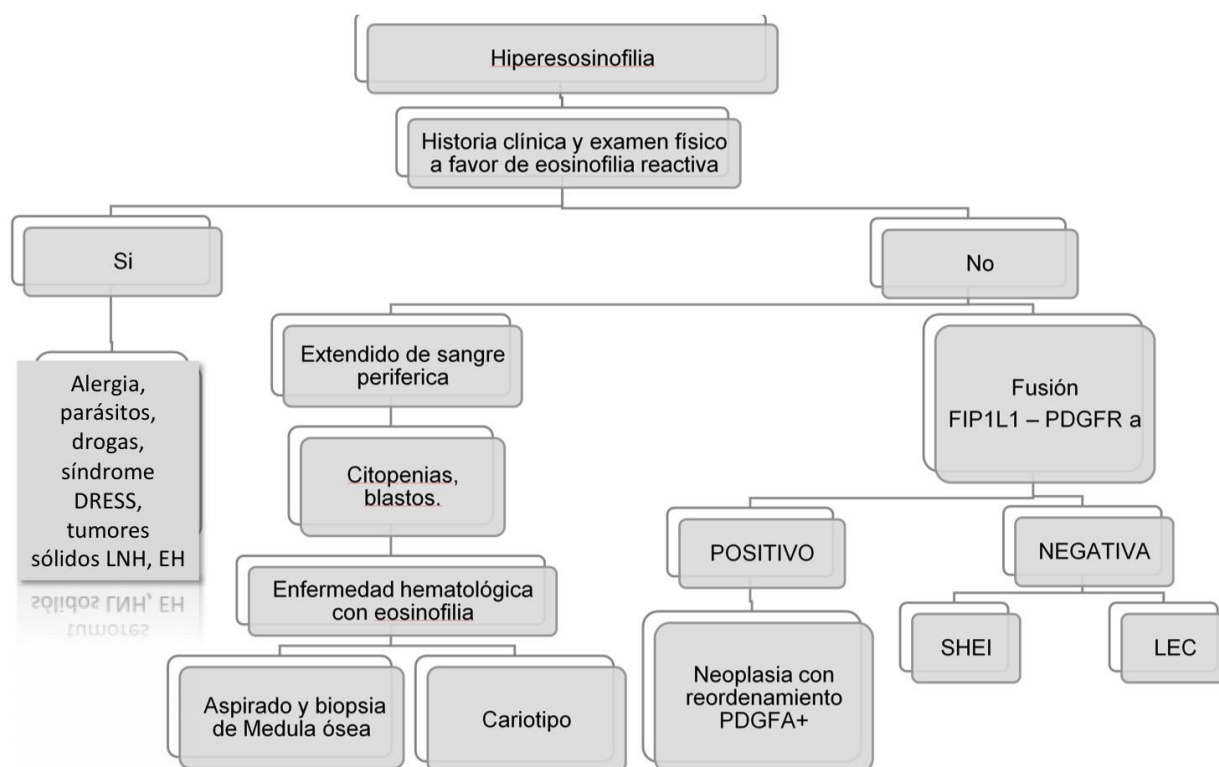 Hiperesosinofilia
Historia clínica y examen físico
a favor de eosinofilia reactiva
Si
No
Alergia,
parásitos,
drogas,
síndrome
DRESS,
tumores
sólidos LNH, EH
Extendido de sangre
periferica
Citopenias,
blastos.
Enfermedad hematológica
con eosinofilia
Aspirado y biopsia
de Medula ósea
Cariotipo
Fusión
FIP1L1 – PDGFR a
POSITIVO
NEGATIVA
Neoplasia con
reordenamiento
PDGFA+
SHEI
LEC